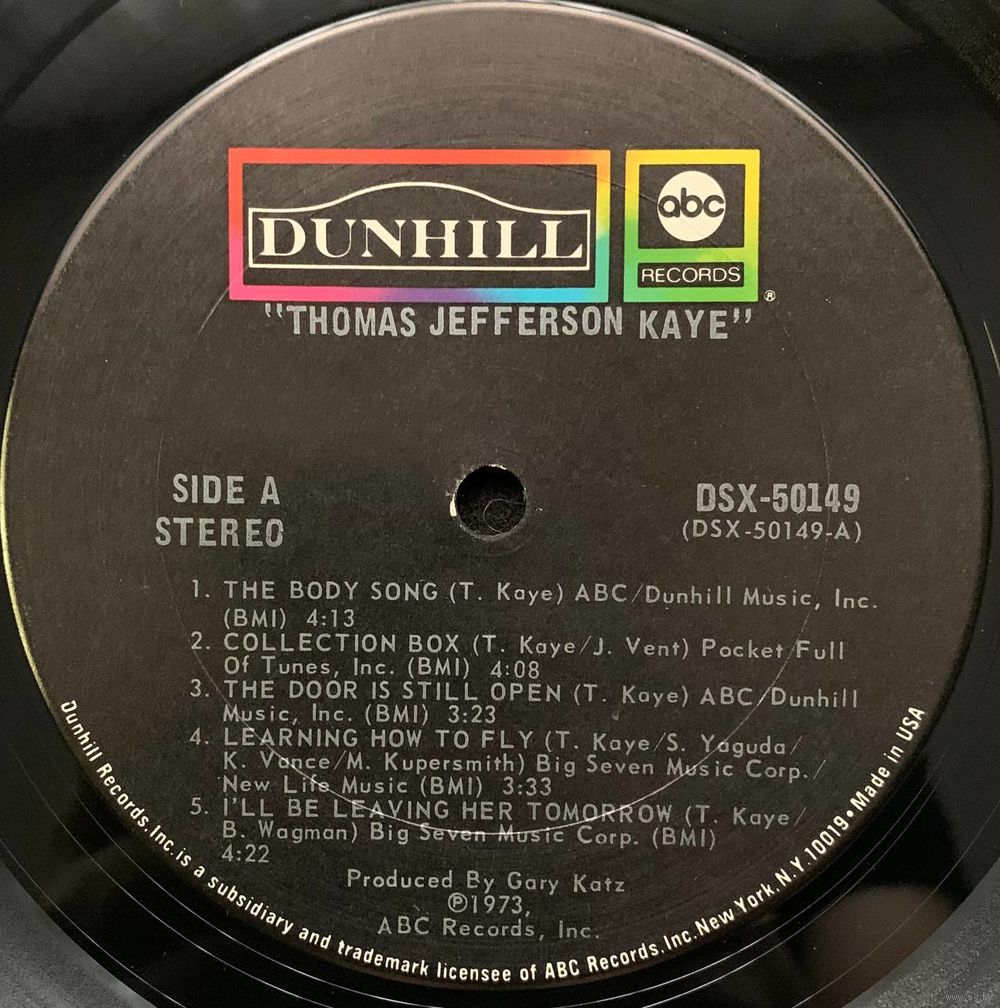 DUNHILL
abc
RECORDS
®
"THOMAS JEFFERSON KAYE"
SIDE A
STEREO
DSX-50149
(DSX-50149-A)
1. THE BODY SONG (T. Kaye) ABC/Dunhill Music, Inc.
(BMI) 4:13
2. COLLECTION BOX (T. Kaye/J. Vent) Pocket Full
Of Tunes, Inc. (BMI) 4:08
3. THE DOOR IS STILL OPEN (T. Kaye) ABC/Dunhill
Music, Inc. (BMI) 3:23
4. LEARNING HOW TO FLY (T. Kaye/S. Yaguda/
K. Vance/M. Kupersmith) Big Seven Music Corp./
New Life Music (BMI) 3:33
5. I'LL BE LEAVING HER TOMORROW (T. Kaye/
B. Wagman) Big Seven Music Corp. (BMI)
4:22
Produced By Gary Katz
℗1973,
ABC Records, Inc.
Dunhill Records, Inc. is a subsidiary and trademark licensee of ABC Records, Inc. New York, N.Y. 10019 • Made in USA